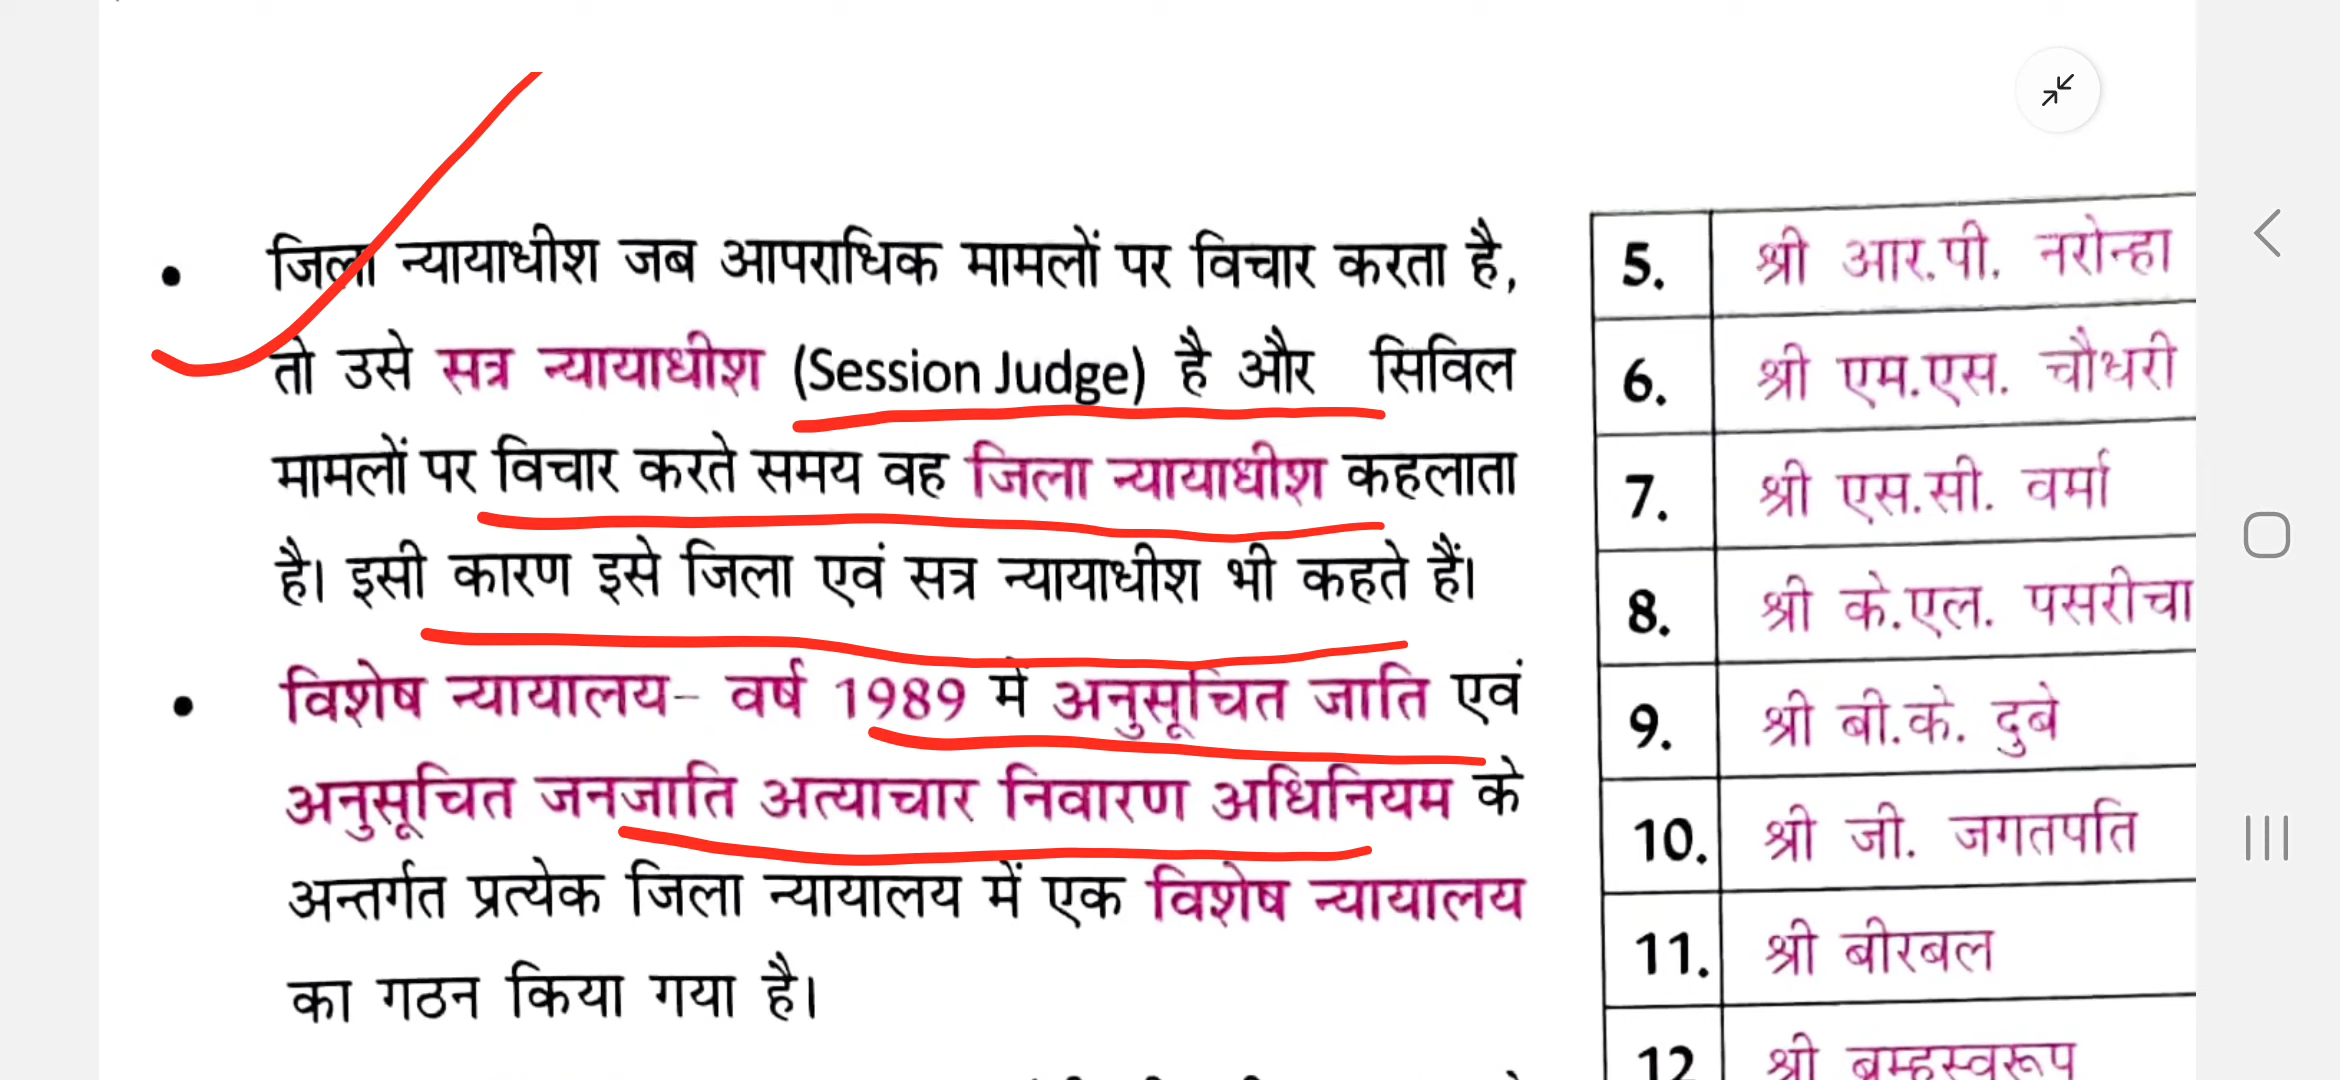 जिला न्यायाधीश जब आपराधिक मामलों पर विचार करता है,
तो उसे सत्र न्यायाधीश (Session Judge) है और सिविल
मामलों पर विचार करते समय वह जिला न्यायाधीश कहलाता
है। इसी कारण इसे जिला एवं सत्र न्यायाधीश भी कहते हैं।
विशेष न्यायालय- वर्ष 1989 में अनुसूचित जाति एवं
अनुसूचित जनजाति अत्याचार निवारण अधिनियम के
अन्तर्गत प्रत्येक जिला न्यायालय में एक विशेष न्यायालय
का गठन किया गया है।
5. श्री आर.पी. नरोन्हा
6. श्री एम.एस. चौधरी
7. श्री एस.सी. वर्मा
8. श्री के.एल. पसरीचा
9. श्री बी.के. दुबे
10. श्री जी. जगतपति
11. श्री बीरबल
12 श्री ब्रम्हस्वरूप